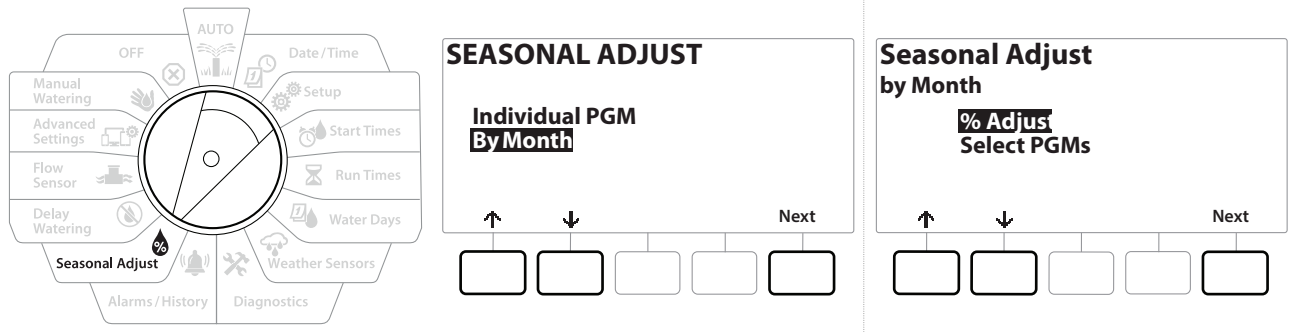 AUTO
OFF
Date / Time
Manual
Watering
Setup
Advanced
Settings
Start Times
Flow
Sensor
Run Times
Delay
Watering
Water Days
%
Seasonal Adjust
Weather Sensors
Alarms / History
Diagnostics
SEASONAL ADJUST
Individual PGM
By Month
Next
Seasonal Adjust
by Month
% Adjust
Select PGMs
Next